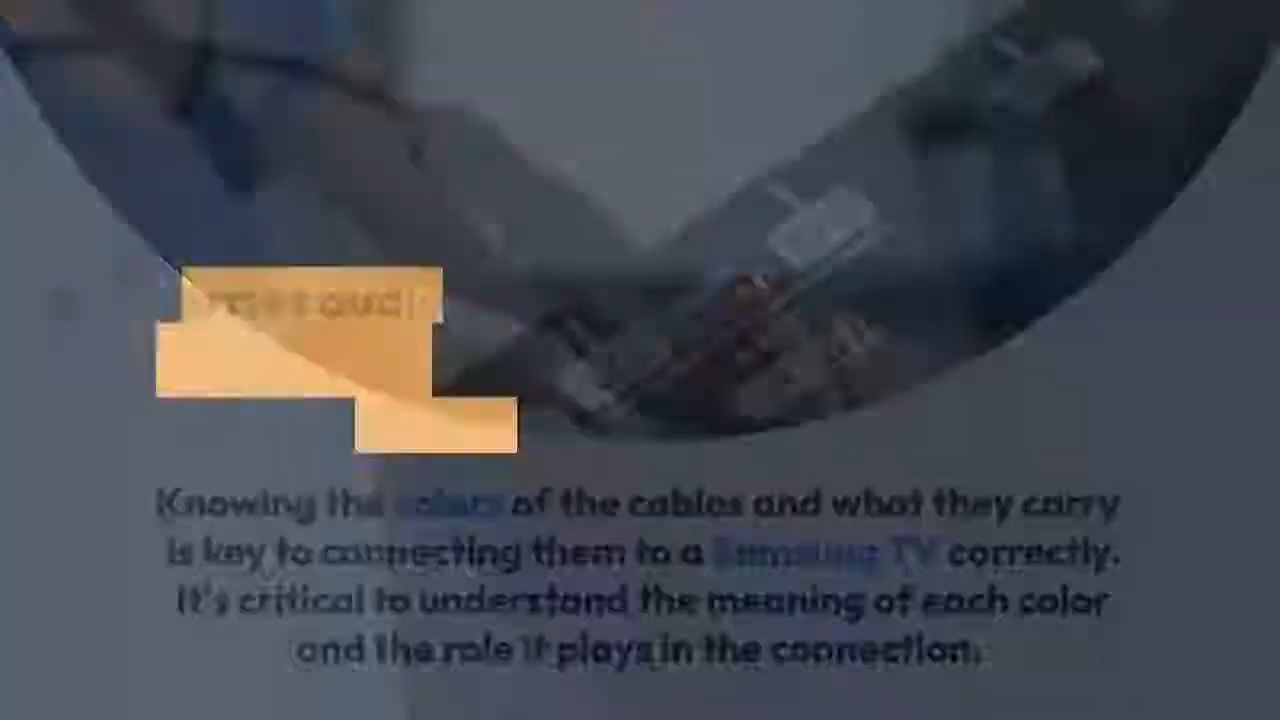 Knowing the colors of the cables and what they carry
is key to connecting them to a Samsung TV correctly.
It's critical to understand the meaning of each color
and the role it plays in the connection.